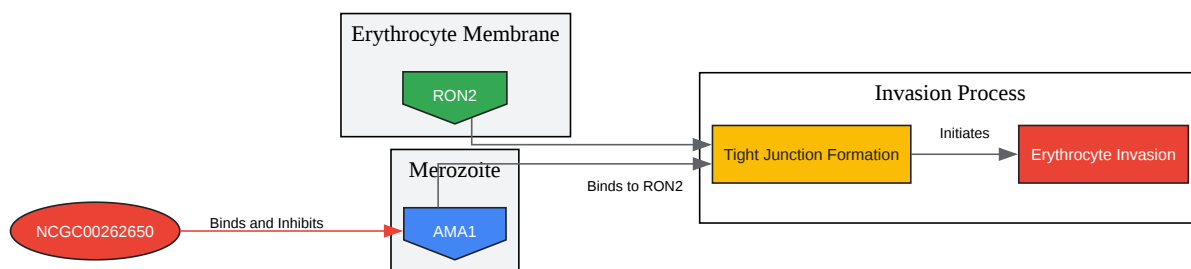 Erythrocyte Membrane
RON2
Invasion Process
Initiates
Tight Junction Formation
Erythrocyte Invasion
Merozoite
Binds to RON2
Binds and Inhibits
NCGC00262650
AMA1